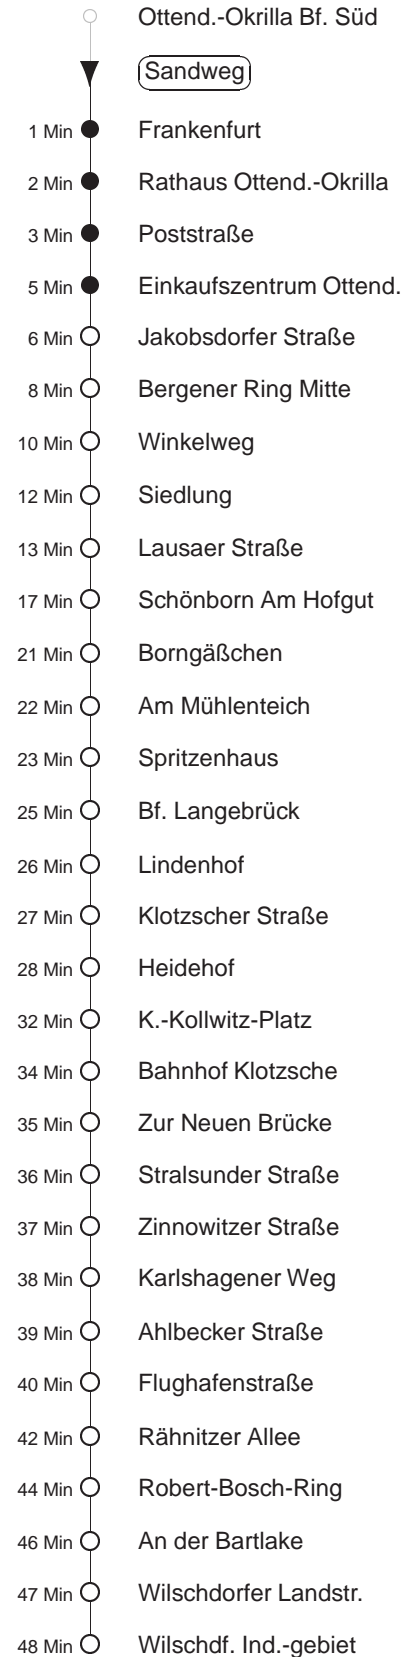 Ottend.-Okrilla Bf. Süd
Sandweg
1 Min Frankenfurt
2 Min Rathaus Ottend.-Okrilla
3 Min Poststraße
5 Min Einkaufszentrum Ottend.
6 Min Jakobsdorfer Straße
8 Min Bergener Ring Mitte
10 Min Winkelweg
12 Min Siedlung
13 Min Lausaer Straße
17 Min Schönborn Am Hofgut
21 Min Borngäßchen
22 Min Am Mühlenteich
23 Min Spritzenhaus
25 Min Bf. Langebrück
26 Min Lindenhof
27 Min Klotzscher Straße
28 Min Heidehof
32 Min K.-Kollwitz-Platz
34 Min Bahnhof Klotzsche
35 Min Zur Neuen Brücke
36 Min Stralsunder Straße
37 Min Zinnowitzer Straße
38 Min Karlshagener Weg
39 Min Ahlbecker Straße
40 Min Flughafenstraße
42 Min Rähnitzer Allee
44 Min Robert-Bosch-Ring
46 Min An der Bartlake
47 Min Wilschdorfer Landstr.
48 Min Wilschdf. Ind.-gebiet